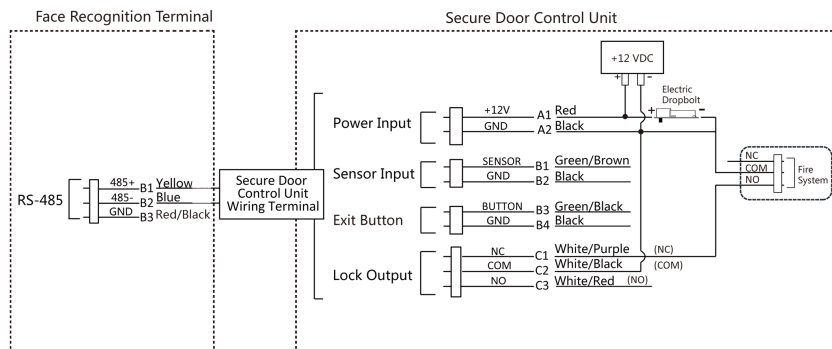 Face Recognition Terminal
Secure Door Control Unit
+12 VDC
+ -
Electric
Dropbolt
+ -
Power Input
+12V A1 Red
GND A2 Black
Sensor Input
SENSOR B1 Green/Brown
GND B2 Black
NC
COM
NO
Fire
System
RS-485
485+ B1 Yellow
485- B2 Blue
GND B3 Red/Black
Secure Door
Control Unit
Wiring Terminal
Exit Button
BUTTON B3 Green/Black
GND B4 Black
Lock Output
NC C1 White/Purple (NC)
COM C2 White/Black (COM)
NO C3 White/Red (NO)